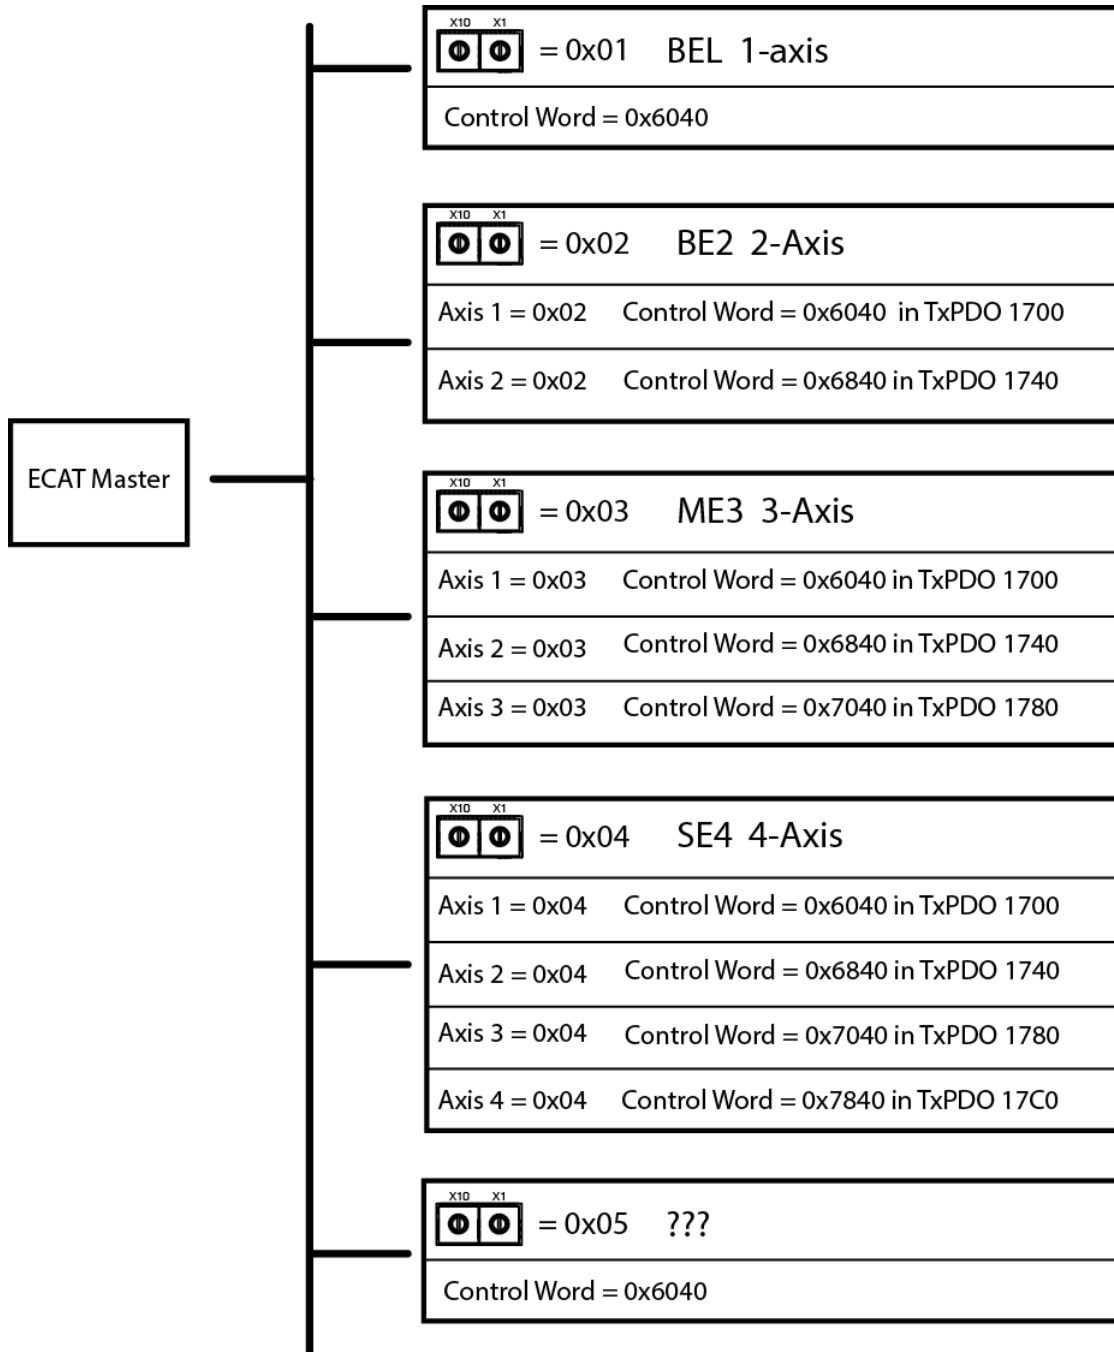 X10 X1
= 0x01 BEL 1-axis
Control Word = 0x6040
X10 X1
= 0x02 BE2 2-Axis
Axis 1 = 0x02 Control Word = 0x6040 in TxPDO 1700
Axis 2 = 0x02 Control Word = 0x6840 in TxPDO 1740
ECAT Master
X10 X1
= 0x03 ME3 3-Axis
Axis 1 = 0x03 Control Word = 0x6040 in TxPDO 1700
Axis 2 = 0x03 Control Word = 0x6840 in TxPDO 1740
Axis 3 = 0x03 Control Word = 0x7040 in TxPDO 1780
X10 X1
= 0x04 SE4 4-Axis
Axis 1 = 0x04 Control Word = 0x6040 in TxPDO 1700
Axis 2 = 0x04 Control Word = 0x6840 in TxPDO 1740
Axis 3 = 0x04 Control Word = 0x7040 in TxPDO 1780
Axis 4 = 0x04 Control Word = 0x7840 in TxPDO 17C0
X10 X1
= 0x05 ???
Control Word = 0x6040